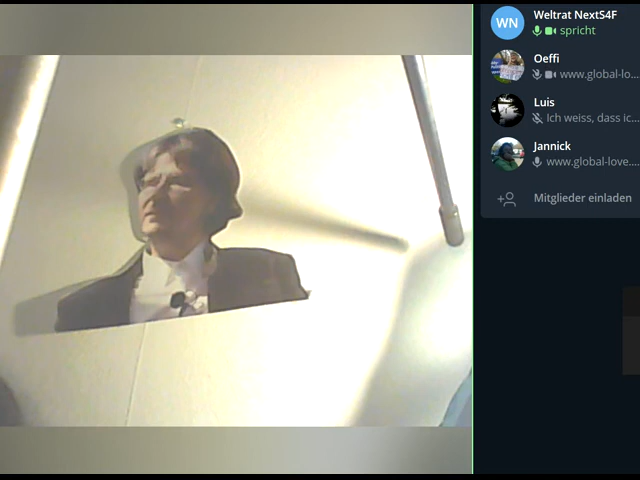 WN
Weltrat NextS4F
spricht
Oeffi
www.global-lo...
Luis
Ich weiss, dass ic...
Jannick
www.global-love....
Mitglieder einladen